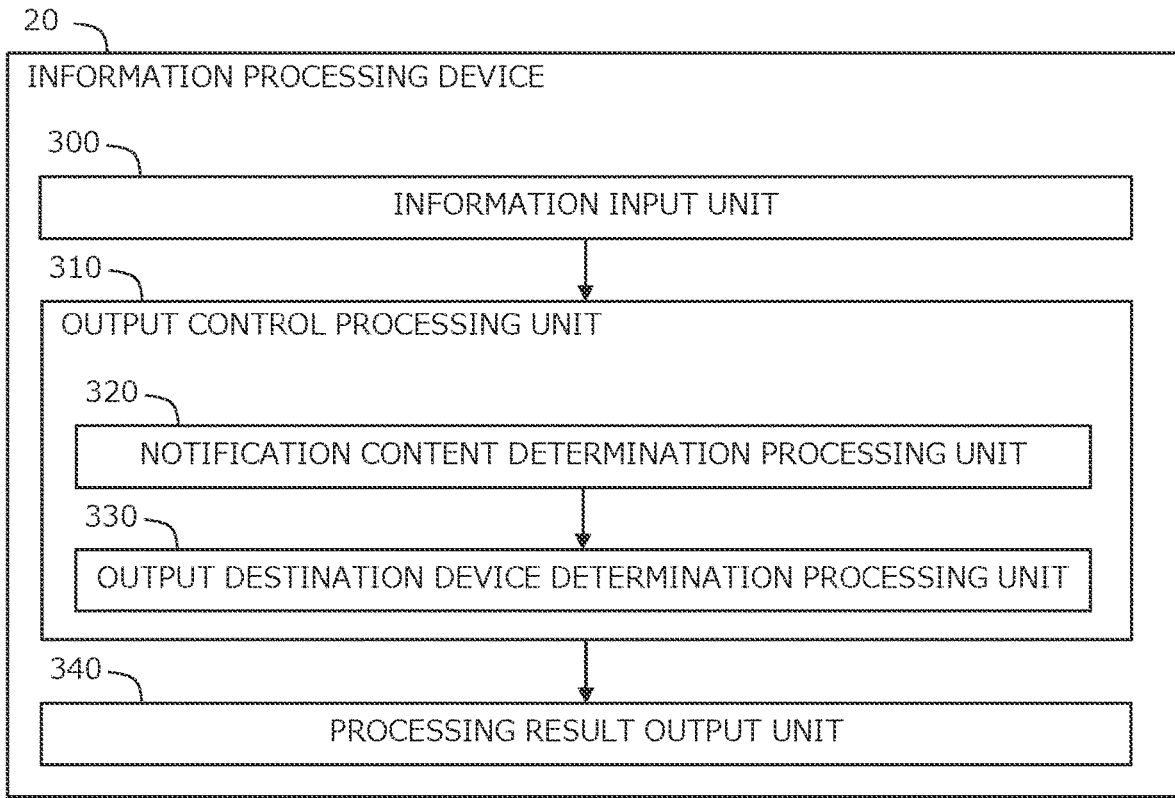 20
INFORMATION PROCESSING DEVICE
300
INFORMATION INPUT UNIT
310
OUTPUT CONTROL PROCESSING UNIT
320
NOTIFICATION CONTENT DETERMINATION PROCESSING UNIT
330
OUTPUT DESTINATION DEVICE DETERMINATION PROCESSING UNIT
340
PROCESSING RESULT OUTPUT UNIT